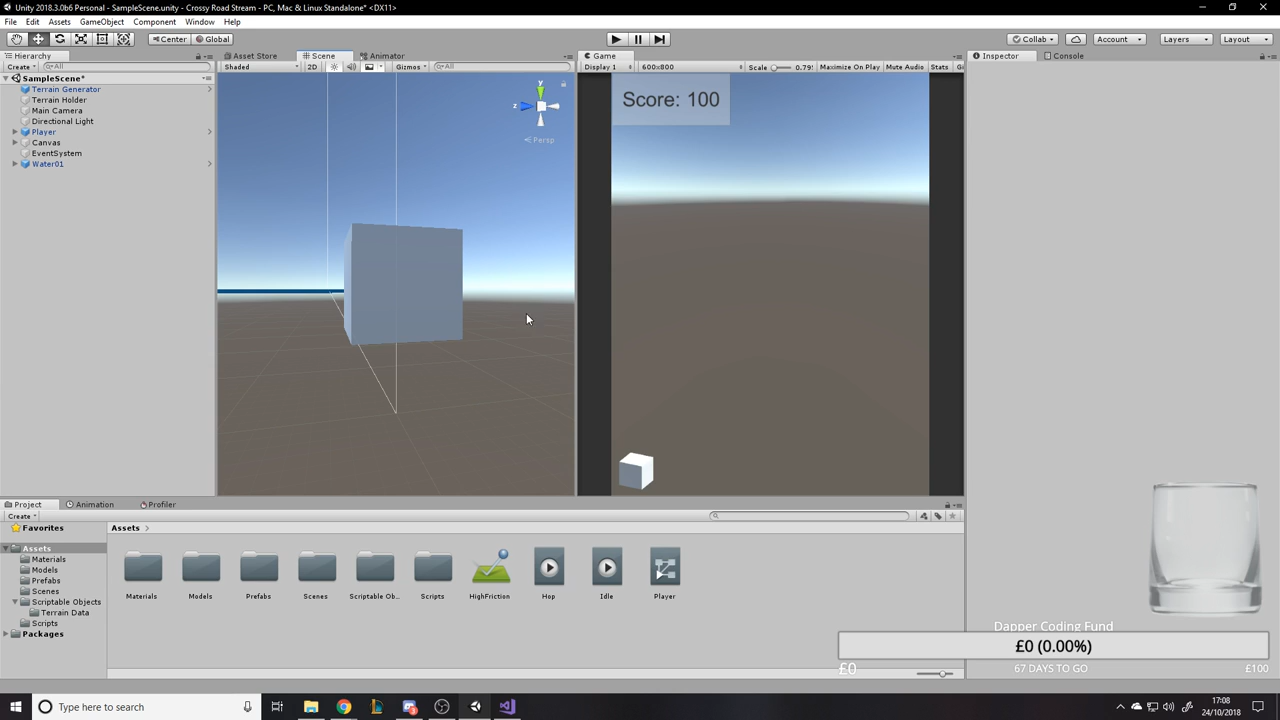 Unity 2018.3.0b6 Personal - SampleScene.unity - Crossy Road Stream - PC, Mac & Linux Standalone* <DX11>
File Edit Assets GameObject Component Window Help
Center Global Collab Account Layers Layout
Hierarchy Asset Store Scene Animator Game Inspector Console
Create All Shaded 2D Gizmos All Display 1 600x800 Scale 0.79 Maximize On Play Mute Audio Stats
SampleScene*
Terrain Generator
Terrain Holder
Main Camera
Directional Light
Player
Canvas
EventSystem
Water01
y
z
Persp
Score: 100
Project Animation Profiler
Create
Favorites
Assets
Materials
Models
Prefabs
Scenes
Scriptable Objects
Terrain Data
Scripts
Packages
Assets
Materials Models Prefabs Scenes Scriptable Ob... Scripts HighFriction Hop Idle Player
Dapper Coding Fund
£0 (0.00%)
£0 67 DAYS TO GO £100
Type here to search
17:08
24/10/2018